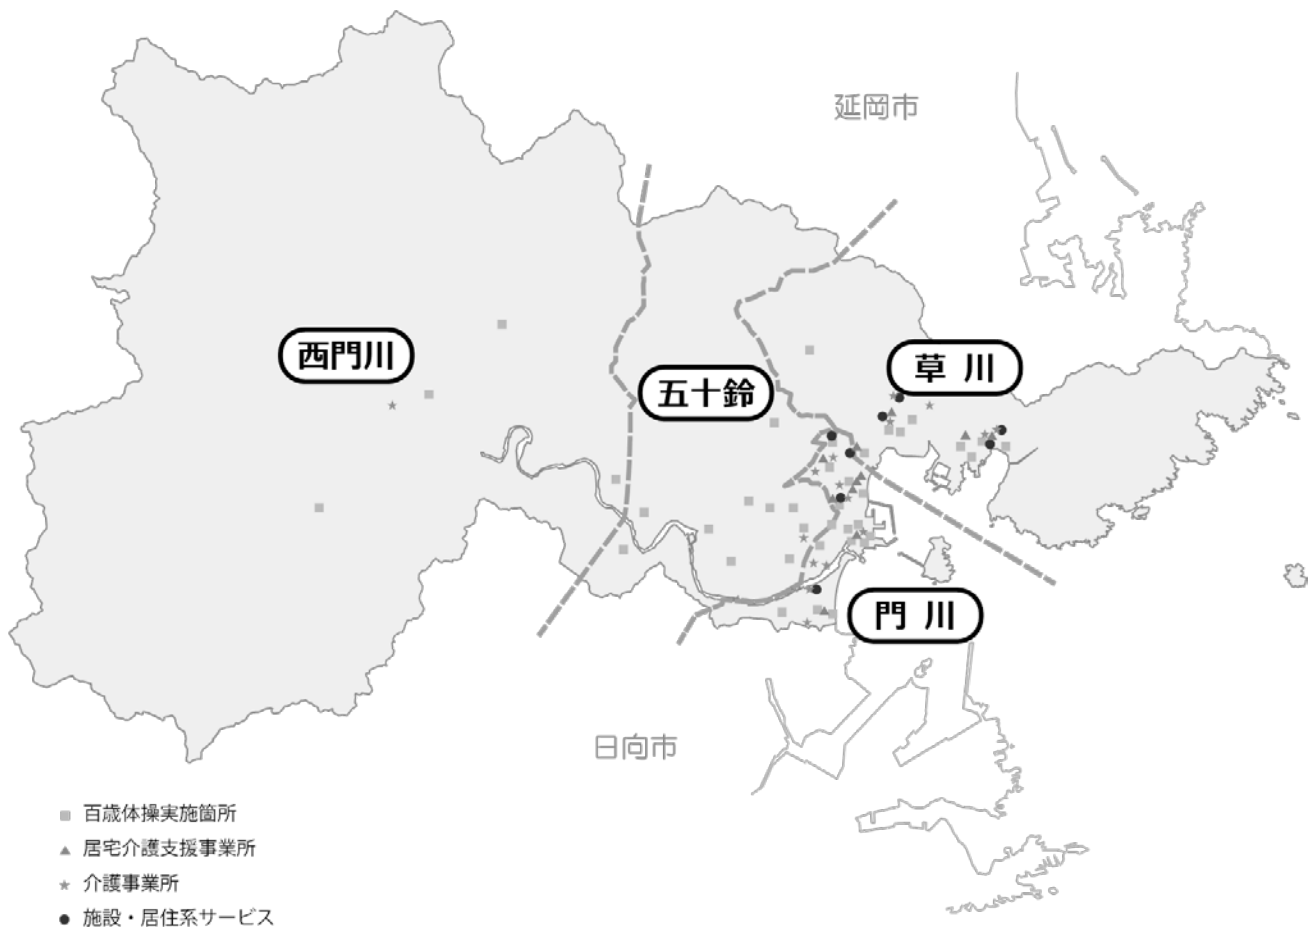 延岡市
西門川
草川
五十鈴
門川
日向市
百歳体操実施箇所
居宅介護支援事業所
介護事業所
施設・居住系サービス